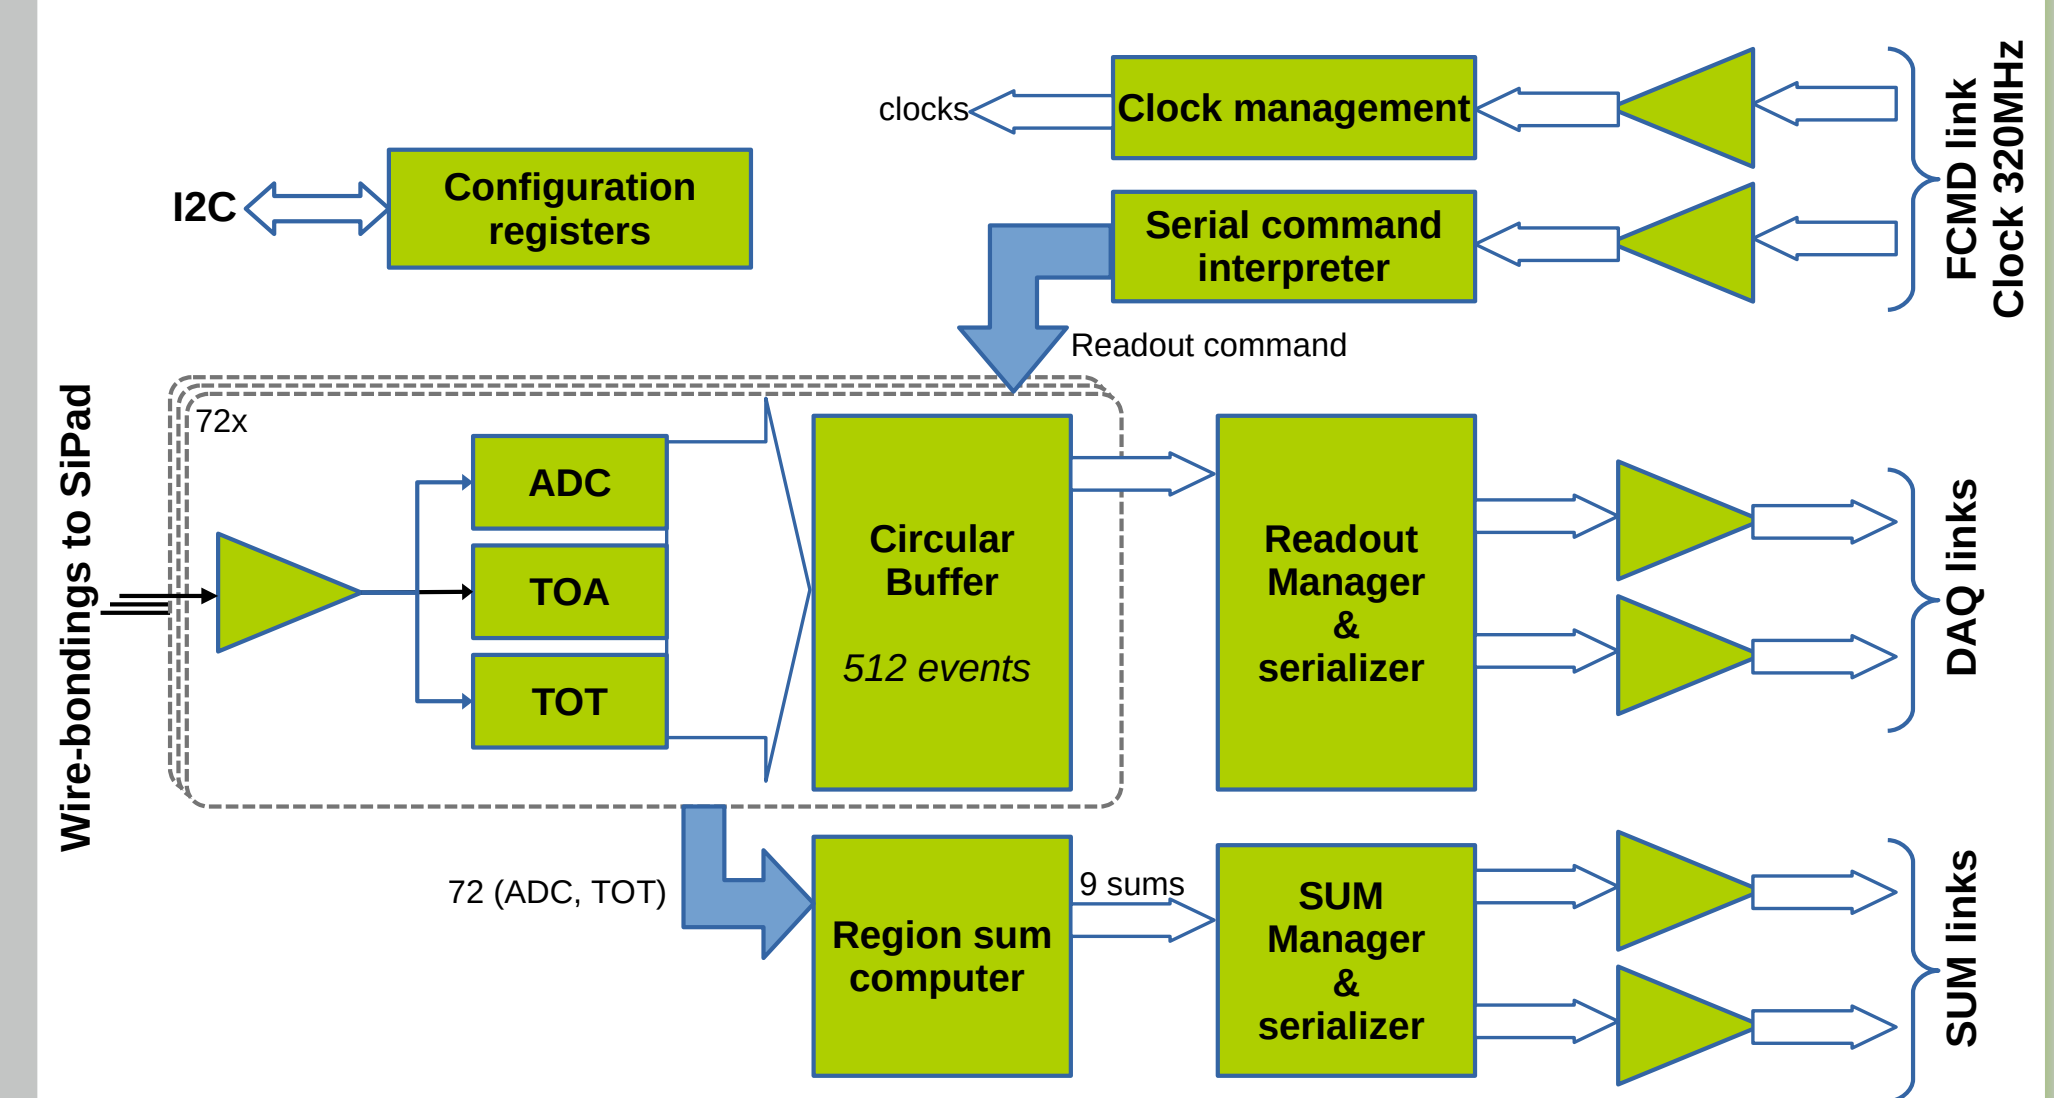 clocks
Clock management
FCMD link
Clock 320MHz
I2C
Configuration
registers
Serial command
interpreter
Readout command
Wire-bondings to SiPad
72x
ADC
TOA
TOT
Circular
Buffer
512 events
Readout
Manager
&
serializer
DAQ links
72 (ADC, TOT)
Region sum
computer
9 sums
SUM
Manager
&
serializer
SUM links